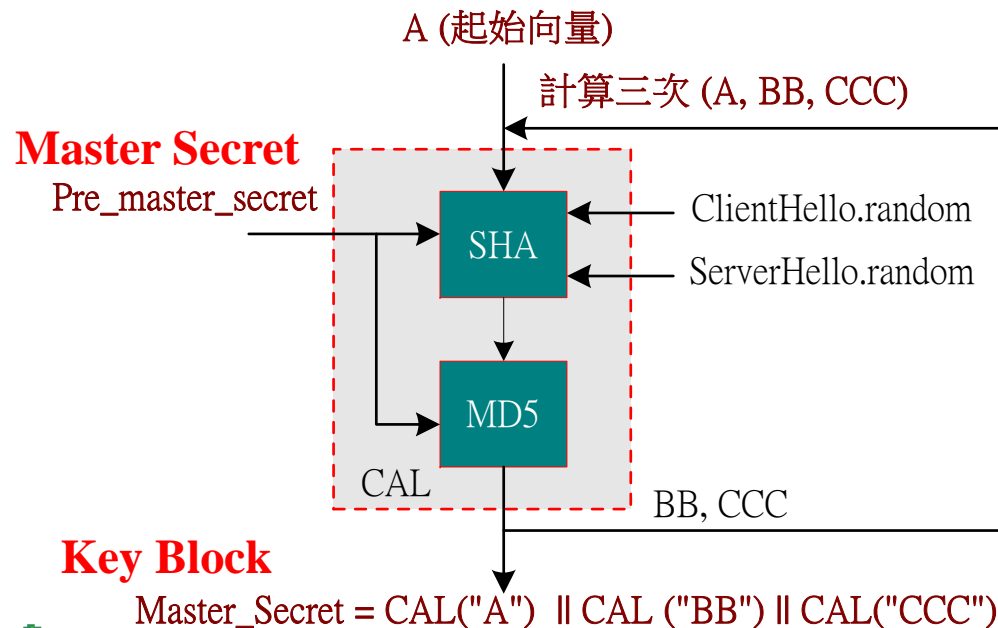 A (起始向量)
計算三次 (A, BB, CCC)
Master Secret
Pre_master_secret
ClientHello.random
SHA
ServerHello.random
MD5
CAL
BB, CCC
Key Block
Master_Secret = CAL("A") || CAL ("BB") || CAL("CCC")